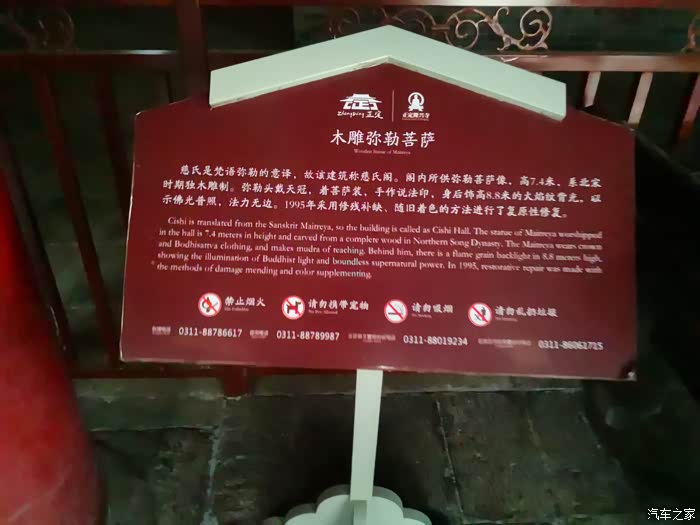 Zhengding 正定
正定隆兴寺
木雕弥勒菩萨
Wooden Statue of Maitreya
慈氏是梵语弥勒的意译，故该建筑称慈氏阁。阁内所供弥勒菩萨像，高7.4米，系北宋
时期独木雕制。弥勒头戴天冠，着菩萨装，手作说法印，身后饰高8.8米的火焰纹背光，昭
示佛光普照，法力无边。1995年采用修残补缺、随旧着色的方法进行了复原性修复。
Cishi is translated from the Sanskrit Maitreya, so the building is called as Cishi Hall. The statue of Maitreya worshipped
in the hall is 7.4 meters in height and carved from a complete wood in Northern Song Dynasty. The Maitreya wears crown
and Bodhisattva clothing, and makes mudra of reaching. Behind him, there is a flame grain backlight in 8.8 meters high,
showing the illumination of Buddhist light and boundless supernatural power. In 1995, restorative repair was made with
the methods of damage mending and color supplementing.
禁止烟火 请勿携带宠物 请勿吸烟 请勿乱扔垃圾
No Pets Allowed No Smoking
0311-88786617 0311-88789987 0311-88019234 0311-86061715
汽车之家